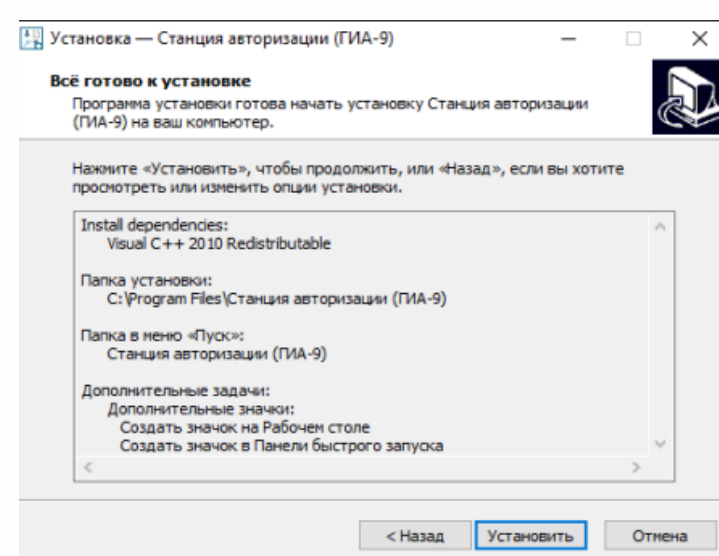 Установка — Станция авторизации (ГИА-9)
Всё готово к установке
Программа установки готова начать установку Станция авторизации
(ГИА-9) на ваш компьютер.
Нажмите «Установить», чтобы продолжить, или «Назад», если вы хотите
просмотреть или изменить опции установки.
Install dependencies:
Visual C++ 2010 Redistributable
Папка установки:
C:\Program Files\Станция авторизации (ГИА-9)
Папка в меню «Пуск»:
Станция авторизации (ГИА-9)
Дополнительные задачи:
Дополнительные значки:
Создать значок на Рабочем столе
Создать значок в Панели быстрого запуска
< Назад Установить Отмена